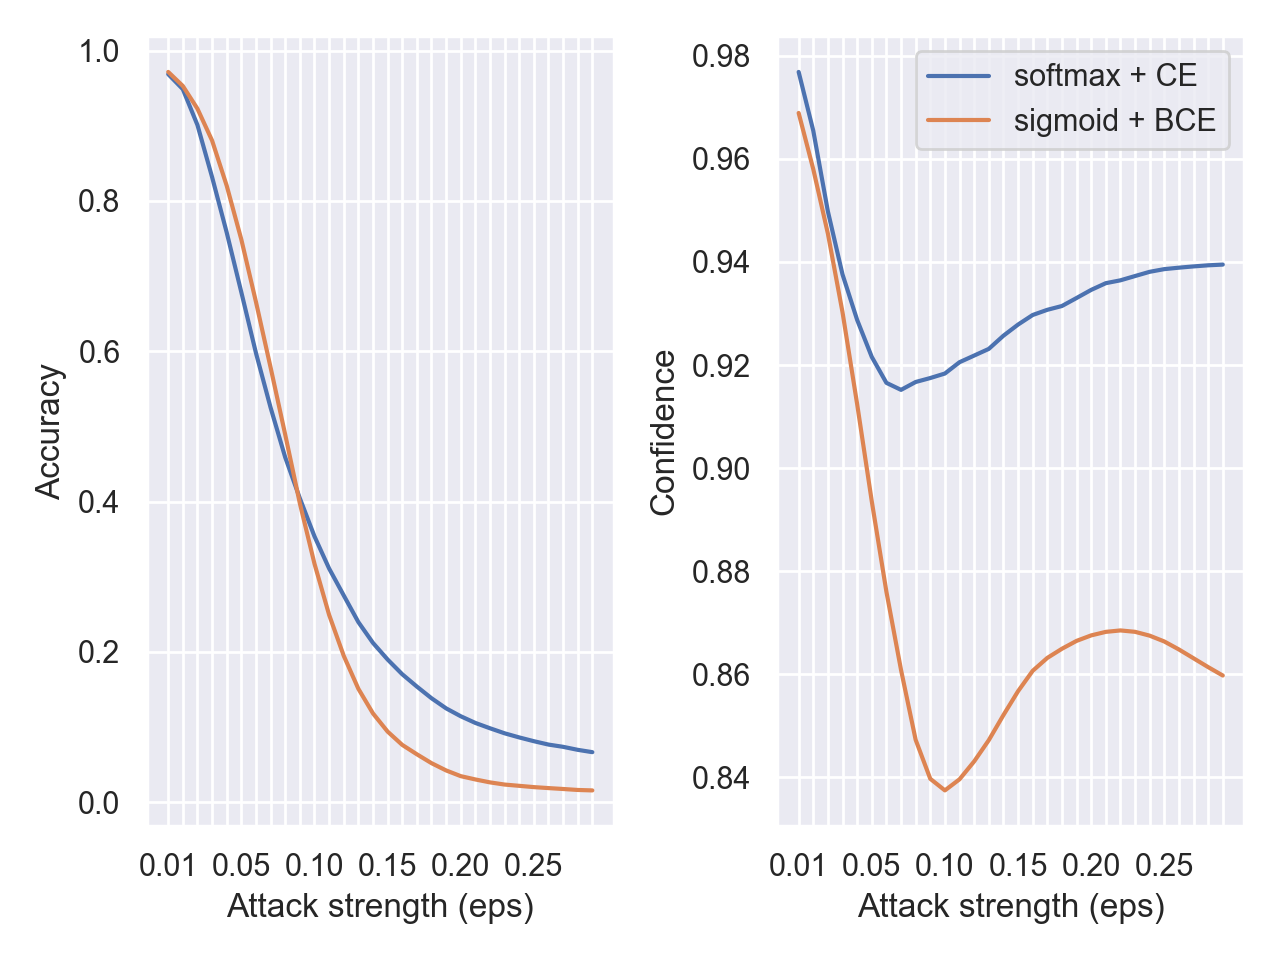 1.0
0.8
0.6
0.4
0.2
0.0
Accuracy
0.01 0.05 0.10 0.15 0.20 0.25
Attack strength (eps)
softmax + CE
sigmoid + BCE
0.98
0.96
0.94
0.92
0.90
0.88
0.86
0.84
Confidence
0.01 0.05 0.10 0.15 0.20 0.25
Attack strength (eps)